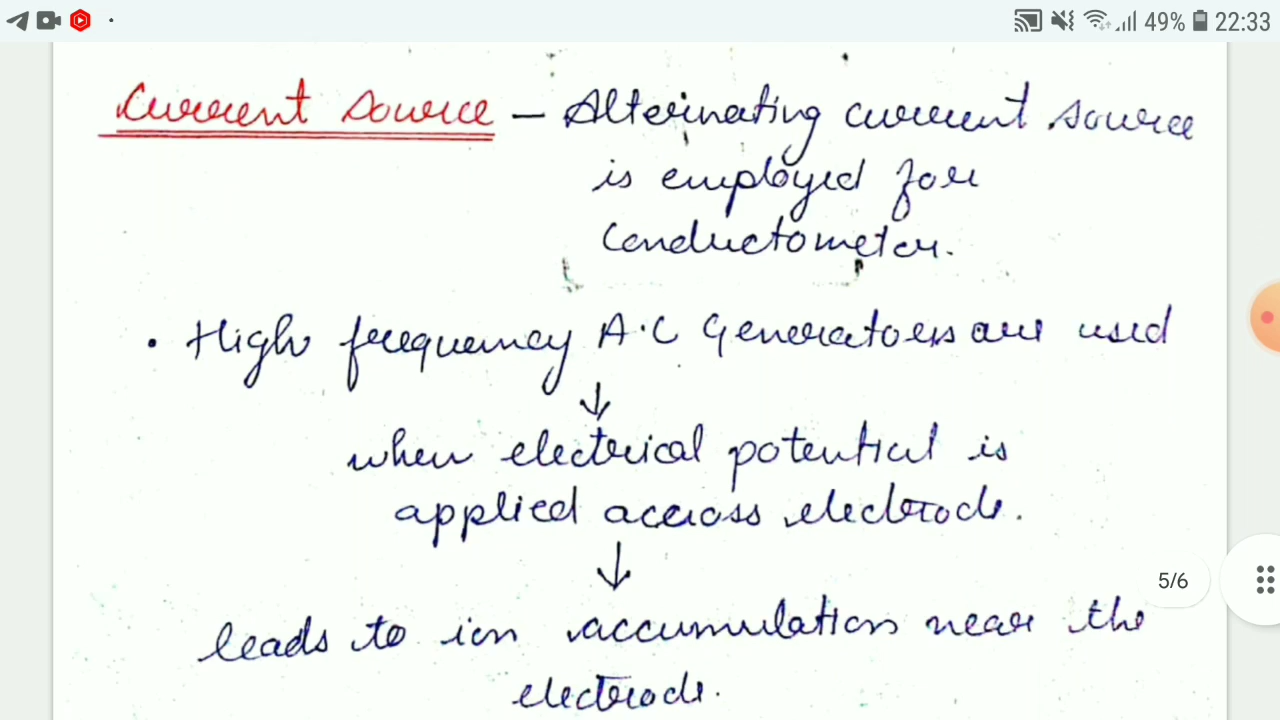 49% 22:33
Current Source – Alternating current source
is employed for
Conductometer.
• High frequency A.C Generators are used
↓
when electrical potential is
applied across electrode.
↓
5/6
leads to ion accumulation near the
electrode.